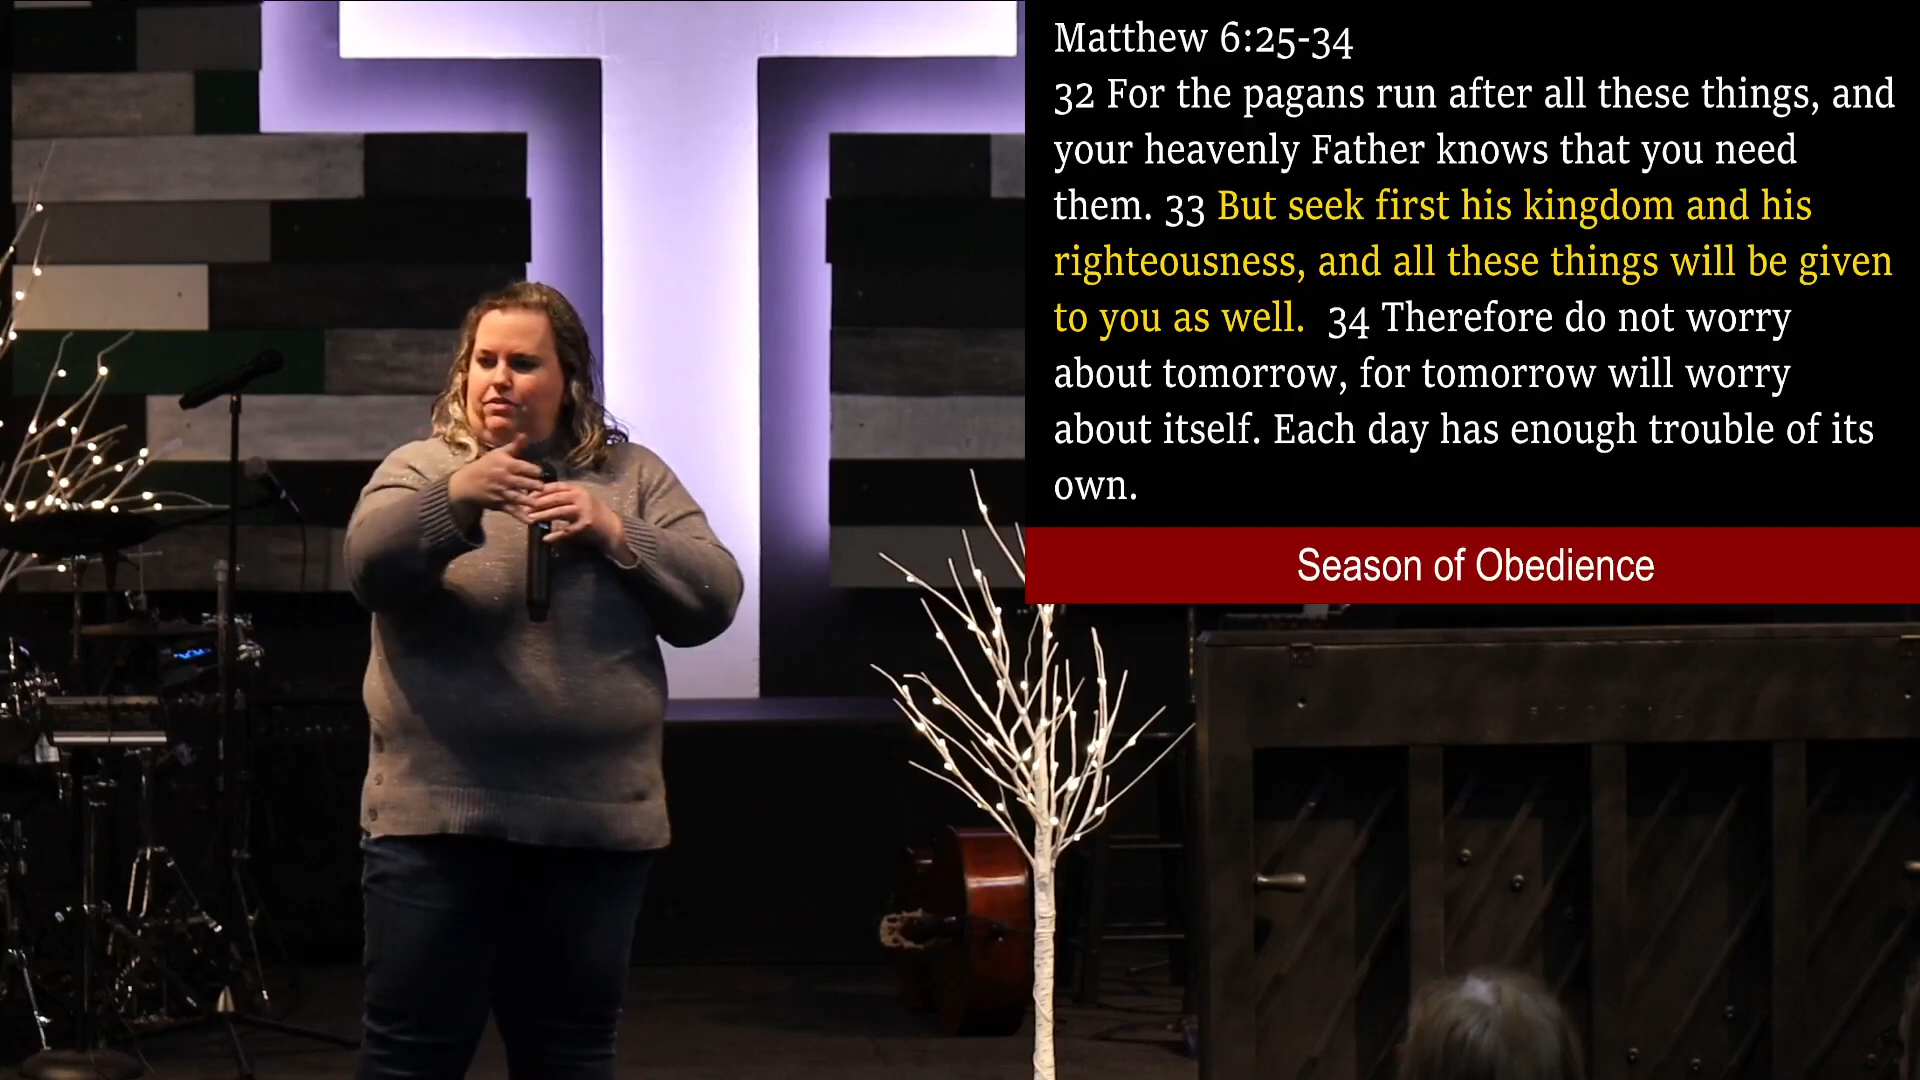 Matthew 6:25-34
32 For the pagans run after all these things, and
your heavenly Father knows that you need
them. 33 But seek first his kingdom and his
righteousness, and all these things will be given
to you as well.  34 Therefore do not worry
about tomorrow, for tomorrow will worry
about itself. Each day has enough trouble of its
own.
Season of Obedience